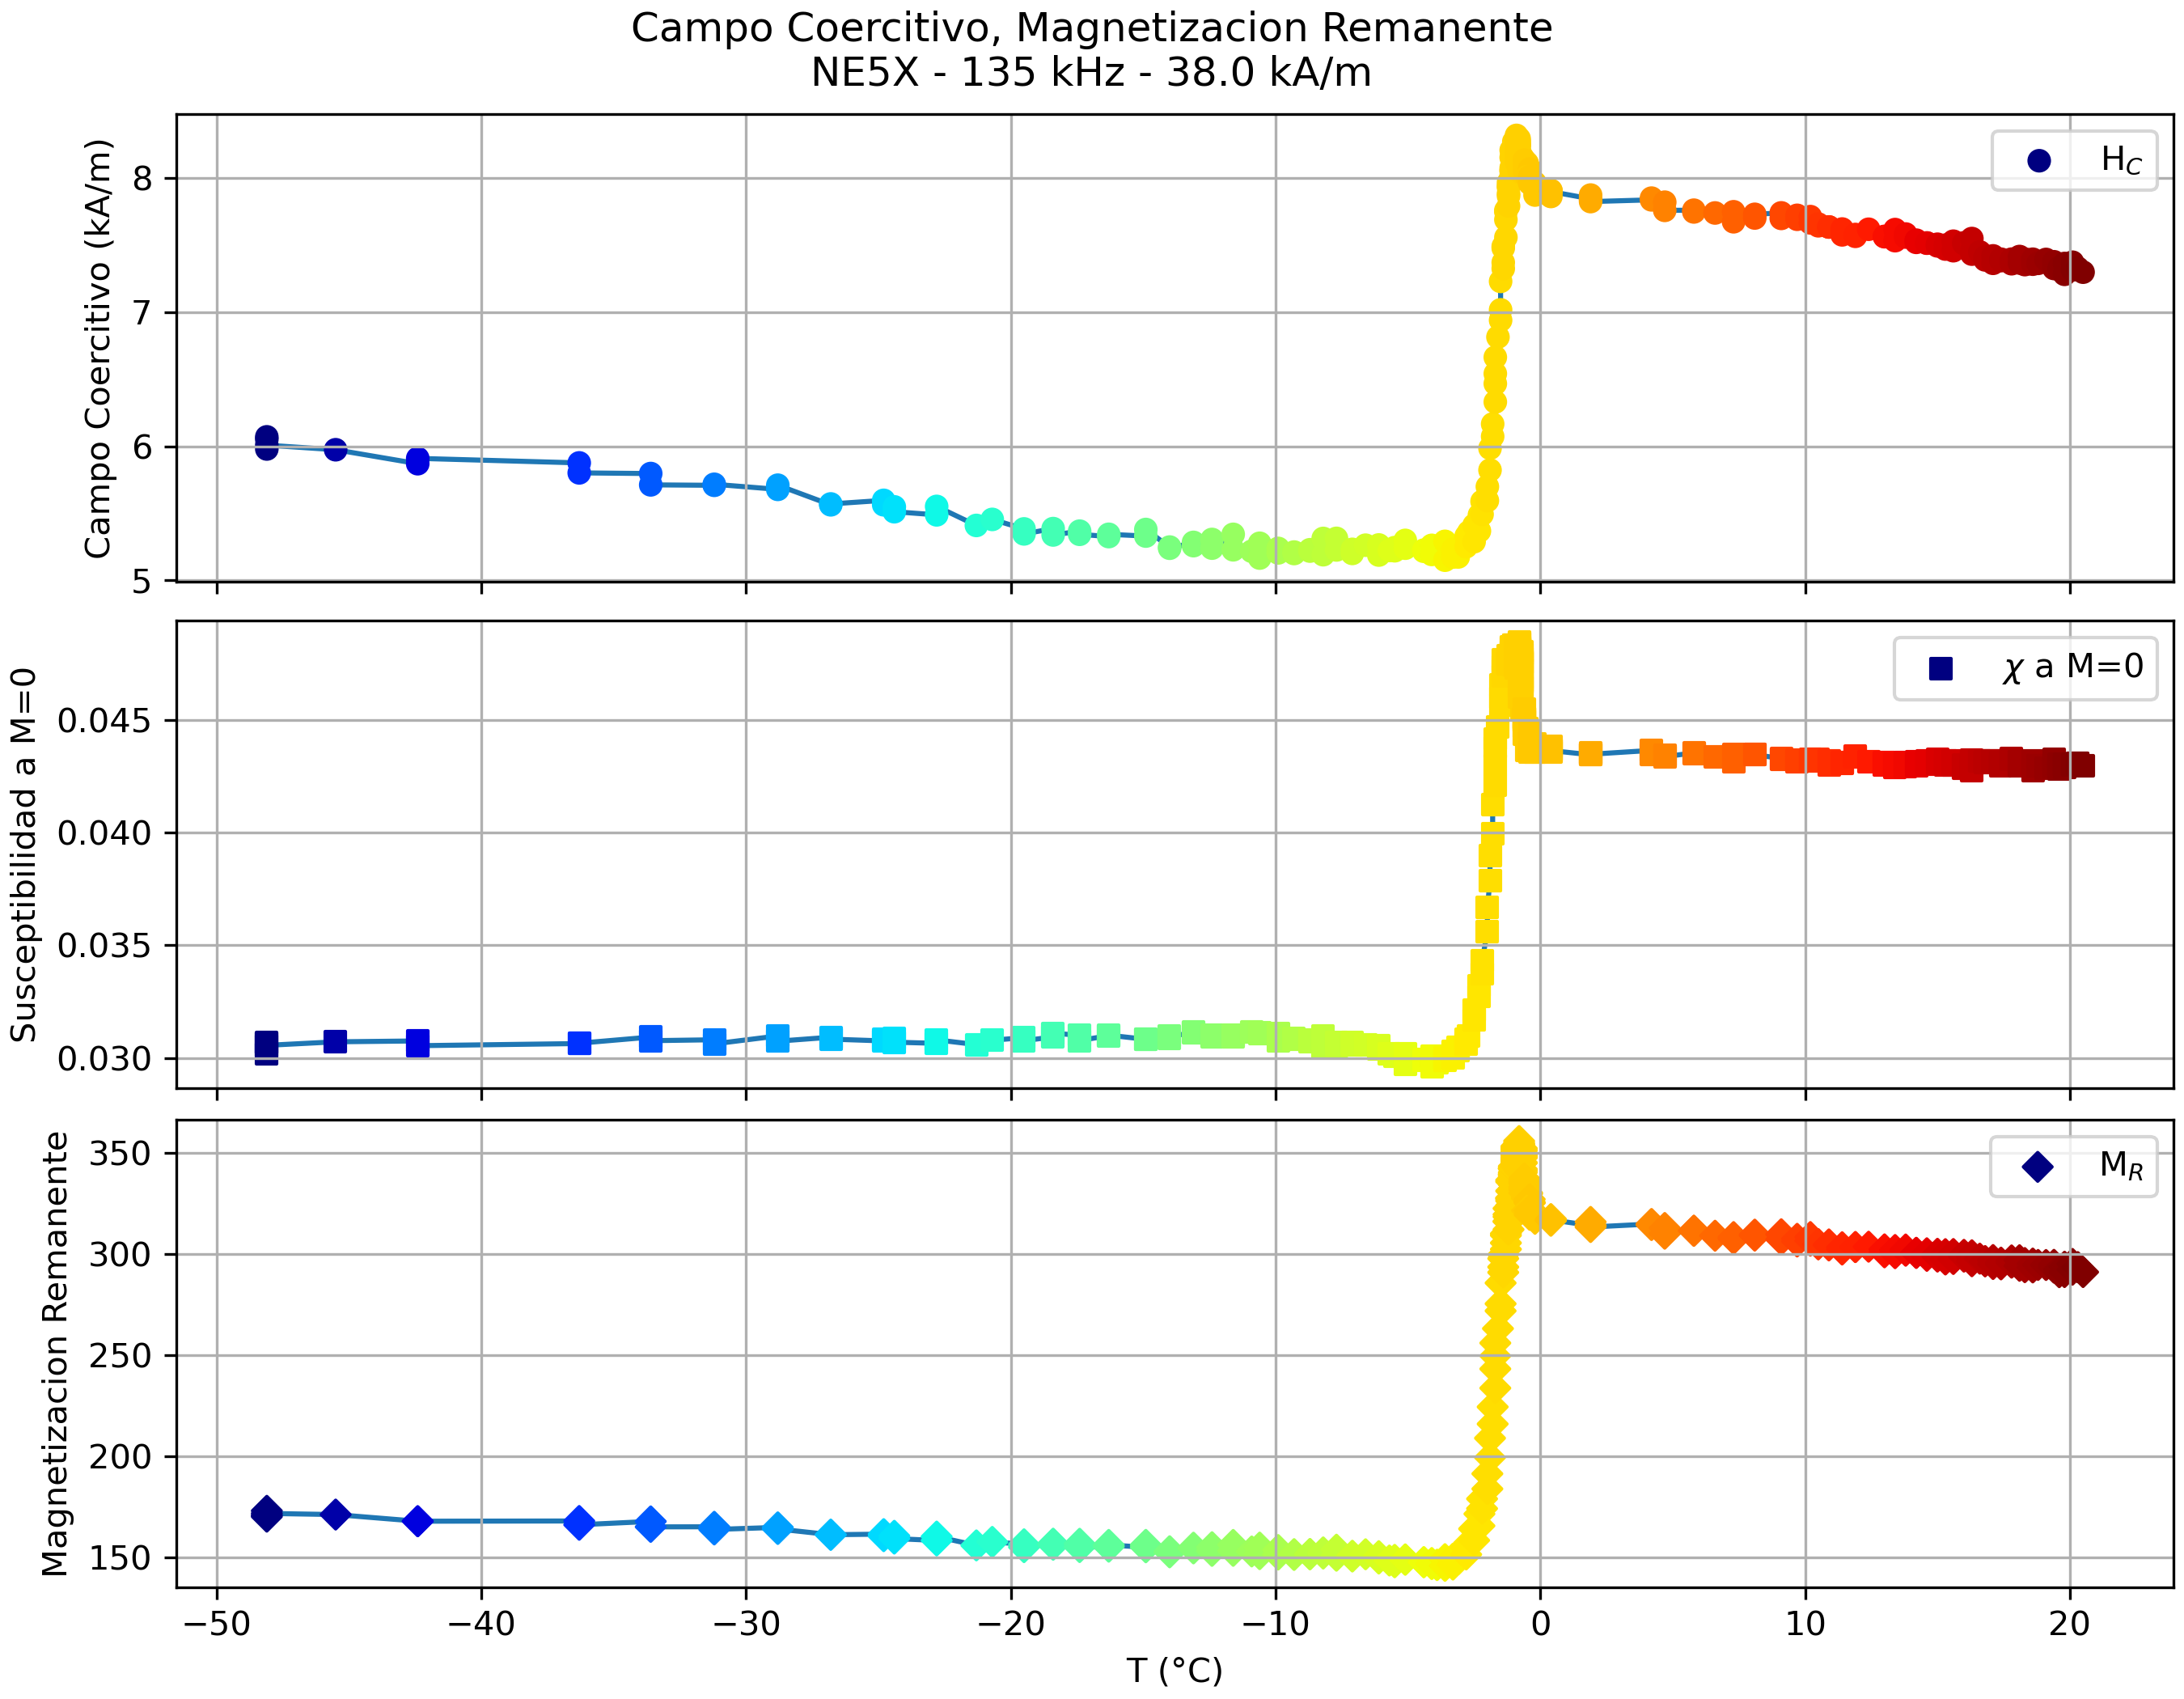 Campo Coercitivo, Magnetizacion Remanente
NE5X - 135 kHz - 38.0 kA/m
Campo Coercitivo (kA/m)
8
7
6
5
H_C
Susceptibilidad a M=0
0.045
0.040
0.035
0.030
χ a M=0
Magnetizacion Remanente
350
300
250
200
150
M_R
−50 −40 −30 −20 −10 0 10 20
T (°C)